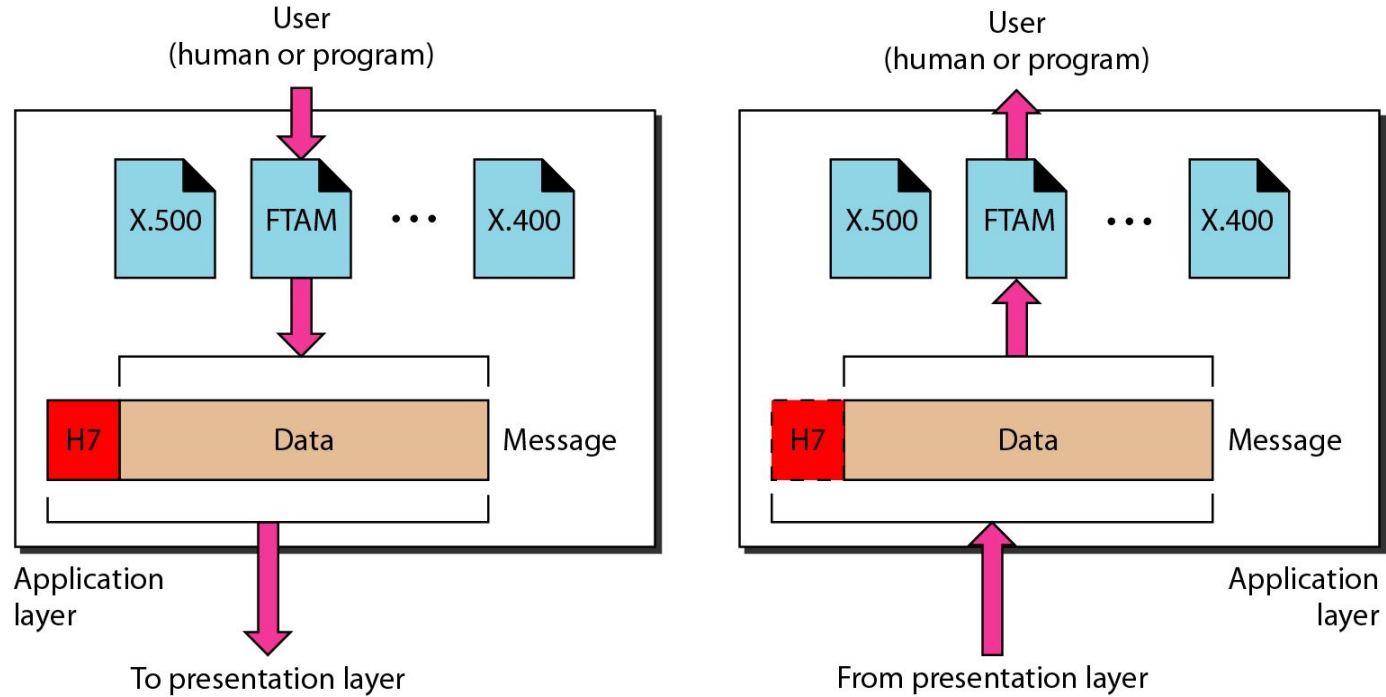 User
(human or program)
X.500
FTAM
...
X.400
H7
Data
Message
Application
layer
To presentation layer
User
(human or program)
X.500
FTAM
...
X.400
H7
Data
Message
Application
layer
From presentation layer